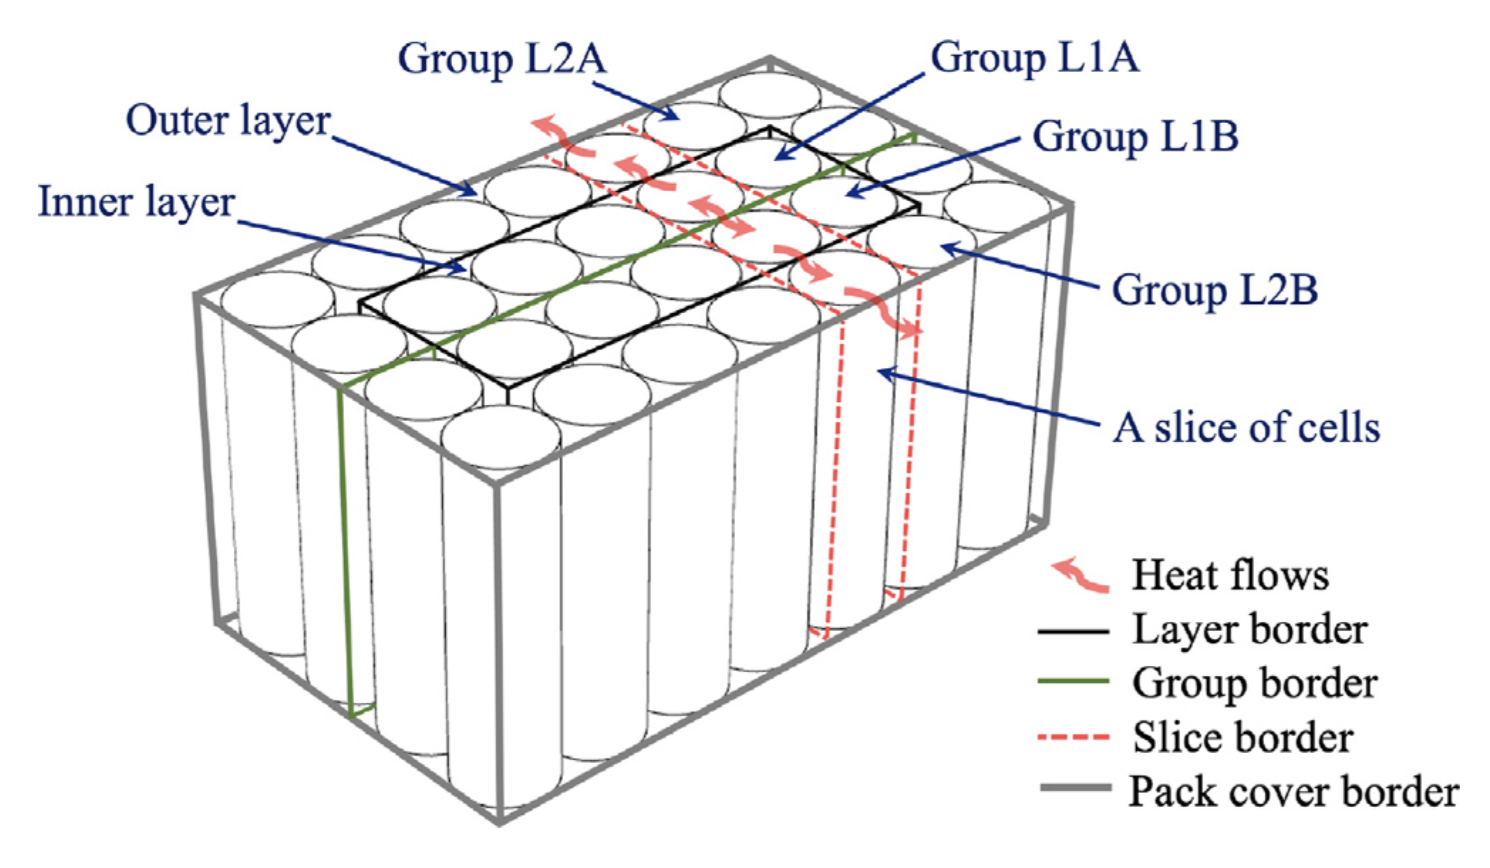 Group L2A
Group L1A
Outer layer
Group L1B
Inner layer
Group L2B
A slice of cells
Heat flows
Layer border
Group border
Slice border
Pack cover border